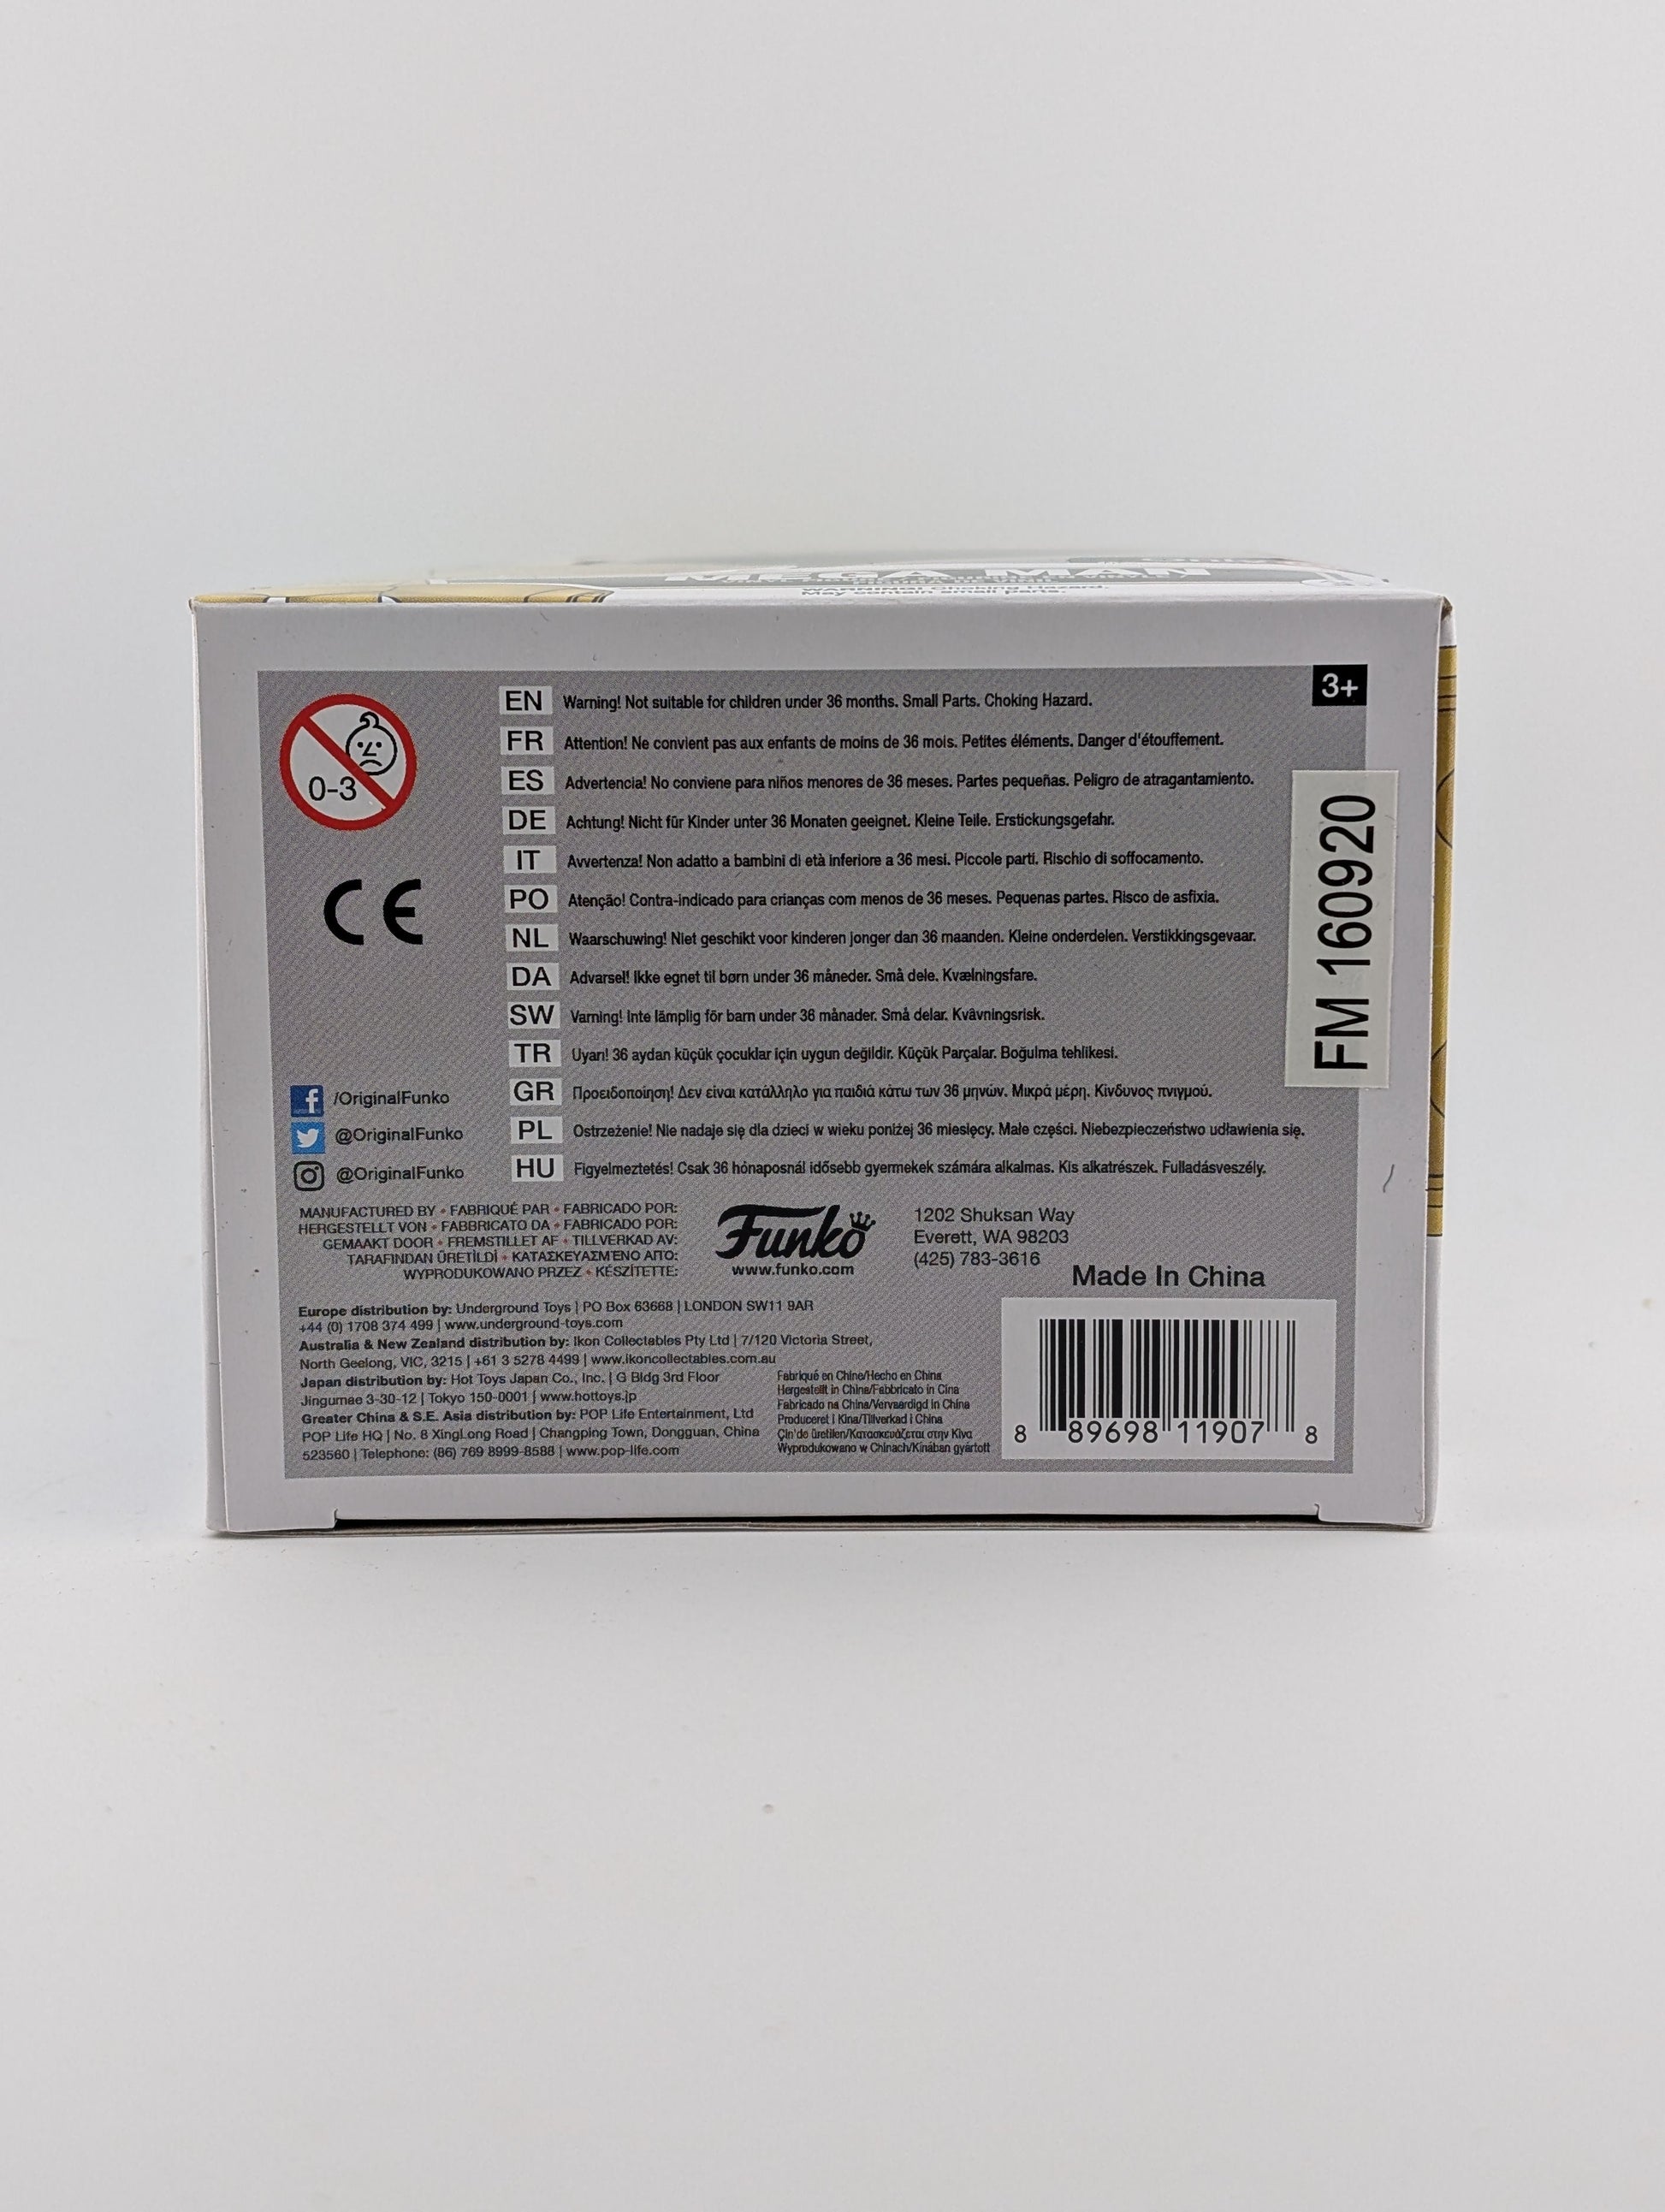 MEGA MAN
May contain small parts.
3+
0-3
EN Warning! Not suitable for children under 36 months. Small Parts. Choking Hazard.
FR Attention! Ne convient pas aux enfants de moins de 36 mois. Petites éléments. Danger d'étouffement.
ES Advertencia! No conviene para niños menores de 36 meses. Partes pequeñas. Peligro de atragantamiento.
DE Achtung! Nicht für Kinder unter 36 Monaten geeignet. Kleine Teile. Erstickungsgefahr.
IT Avvertenza! Non adatto a bambini di età inferiore a 36 mesi. Piccole parti. Rischio di soffocamento.
PO Atenção! Contra-indicado para crianças com menos de 36 meses. Pequenas partes. Risco de asfixia.
NL Waarschuwing! Niet geschikt voor kinderen jonger dan 36 maanden. Kleine onderdelen. Verstikkingsgevaar.
DA Advarsel! Ikke egnet til børn under 36 måneder. Små dele. Kvælningsfare.
SW Varning! Inte lämplig för barn under 36 månader. Små delar. Kvävningsrisk.
TR Uyarı! 36 aydan küçük çocuklar için uygun değildir. Küçük Parçalar. Boğulma tehlikesi.
GR Προειδοποίηση! Δεν είναι κατάλληλο για παιδιά κάτω των 36 μηνών. Μικρά μέρη. Κίνδυνος πνιγμού.
PL Ostrzeżenie! Nie nadaje się dla dzieci w wieku poniżej 36 miesięcy. Małe części. Niebezpieczeństwo udławienia się.
HU Figyelmeztetés! Csak 36 hónaposnál idősebb gyermekek számára alkalmas. Kis alkatrészek. Fulladásveszély.
CE
FM 160920
/OriginalFunko
@OriginalFunko
@OriginalFunko
MANUFACTURED BY • FABRIQUÉ PAR • FABRICADO POR:
HERGESTELLT VON • FABBRICATO DA • FABRICADO POR:
GEMAAKT DOOR • FREMSTILLET AF • TILLVERKAD AV:
TARAFINDAN ÜRETİLDİ • ΚΑΤΑΣΚΕΥΑΣΜΈΝΟ ΑΠΟ:
WYPRODUKOWANO PRZEZ • KÉSZÍTETTE:
Funko
www.funko.com
1202 Shuksan Way
Everett, WA 98203
(425) 783-3616
Made In China
Europe distribution by: Underground Toys | PO Box 63668 | LONDON SW11 9AR
+44 (0) 1708 374 499 | www.underground-toys.com
Australia & New Zealand distribution by: Ikon Collectables Pty Ltd | 7/120 Victoria Street,
North Geelong, VIC, 3215 | +61 3 5278 4499 | www.ikoncollectables.com.au
Japan distribution by: Hot Toys Japan Co., Inc. | G Bldg 3rd Floor
Jingumae 3-30-12 | Tokyo 150-0001 | www.hottoys.jp
Greater China & S.E. Asia distribution by: POP Life Entertainment, Ltd
POP Life HQ | No. 8 XingLong Road | Changping Town, Dongguan, China
523560 | Telephone: (86) 769 8999-8588 | www.pop-life.com
Fabriqué en Chine/Hecho en China
Hergestellt in China/Fabbricato in Cina
Fabricado na China/Vervaardigd in China
Produceret i Kina/Tillverkad i China
Çin'de üretilen/Κατασκευάζεται στην Κίνα
Wyprodukowano w Chinach/Kínában gyártott
8 89698 11907 8